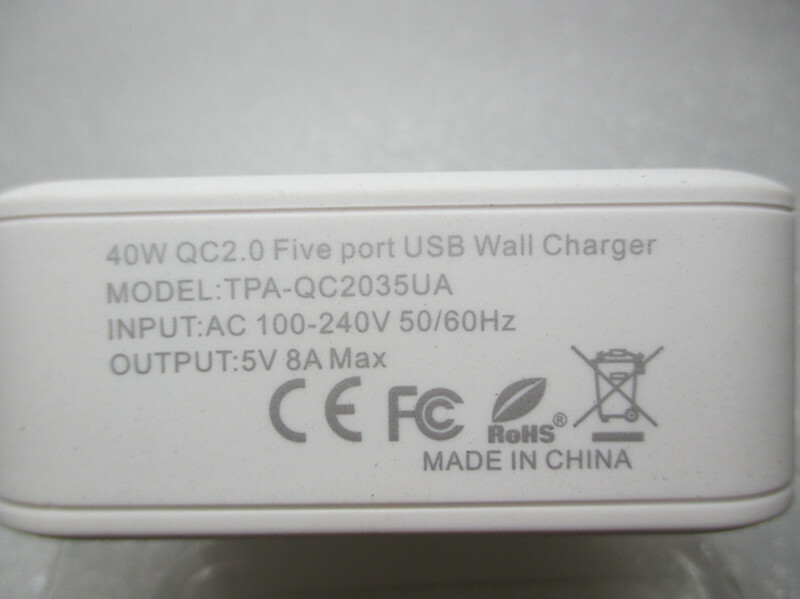 40W QC2.0 Five port USB Wall Charger
MODEL:TPA-QC2035UA
INPUT:AC 100-240V 50/60Hz
OUTPUT:5V 8A Max
CE FC RoHS®
MADE IN CHINA